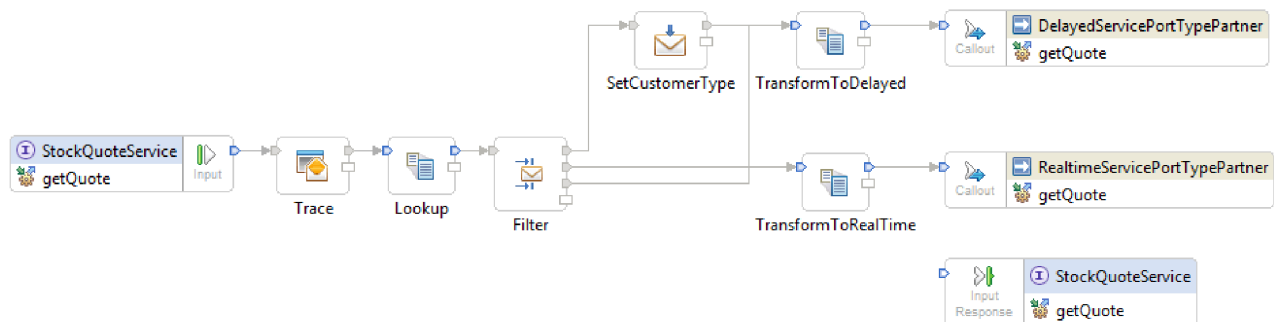 DelayedServicePortTypePartner
Callout
getQuote
SetCustomerType
TransformToDelayed
StockQuoteService
getQuote
Input
Trace
Lookup
Filter
RealtimeServicePortTypePartner
Callout
getQuote
TransformToRealTime
StockQuoteService
Input
Response
getQuote